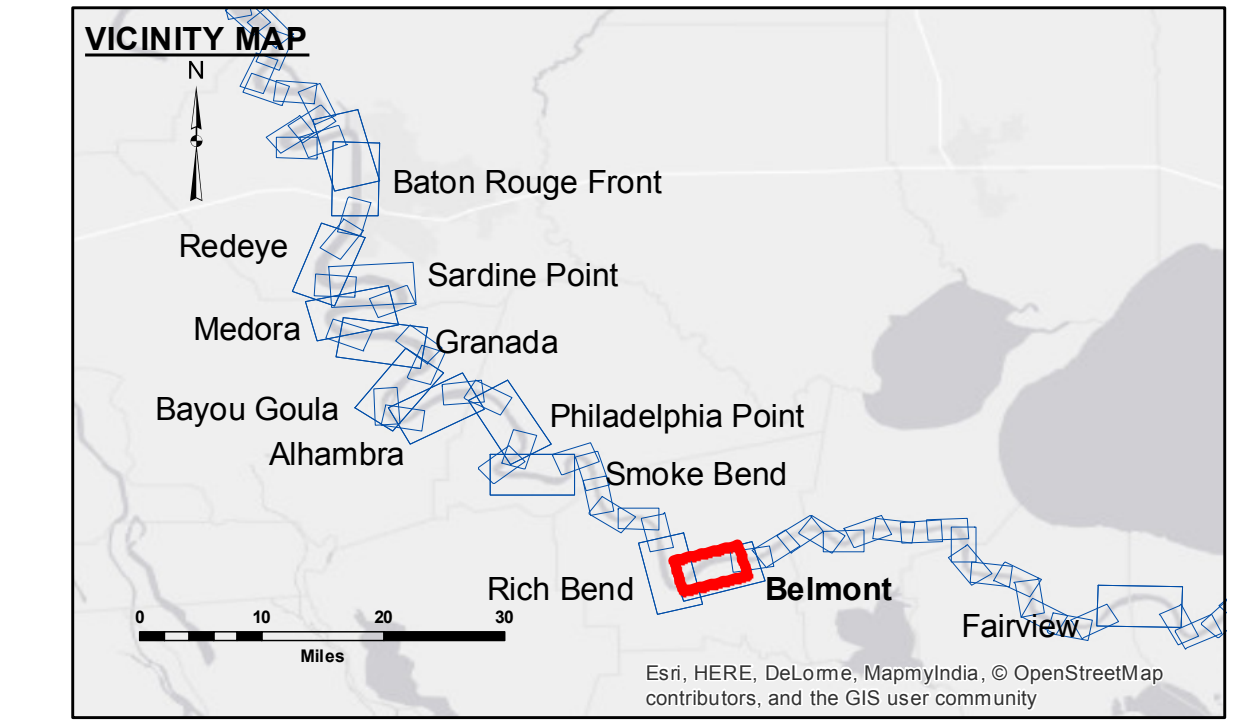 VICINITY MAP
N
Baton Rouge Front
Redeye
Sardine Point
Medora
Granada
Bayou Goula
Philadelphia Point
Alhambra
Smoke Bend
Rich Bend
Belmont
Fairview
0 10 20 30
Miles
Esri, HERE, DeLorme, MapmyIndia, © OpenStreetMap
contributors, and the GIS user community